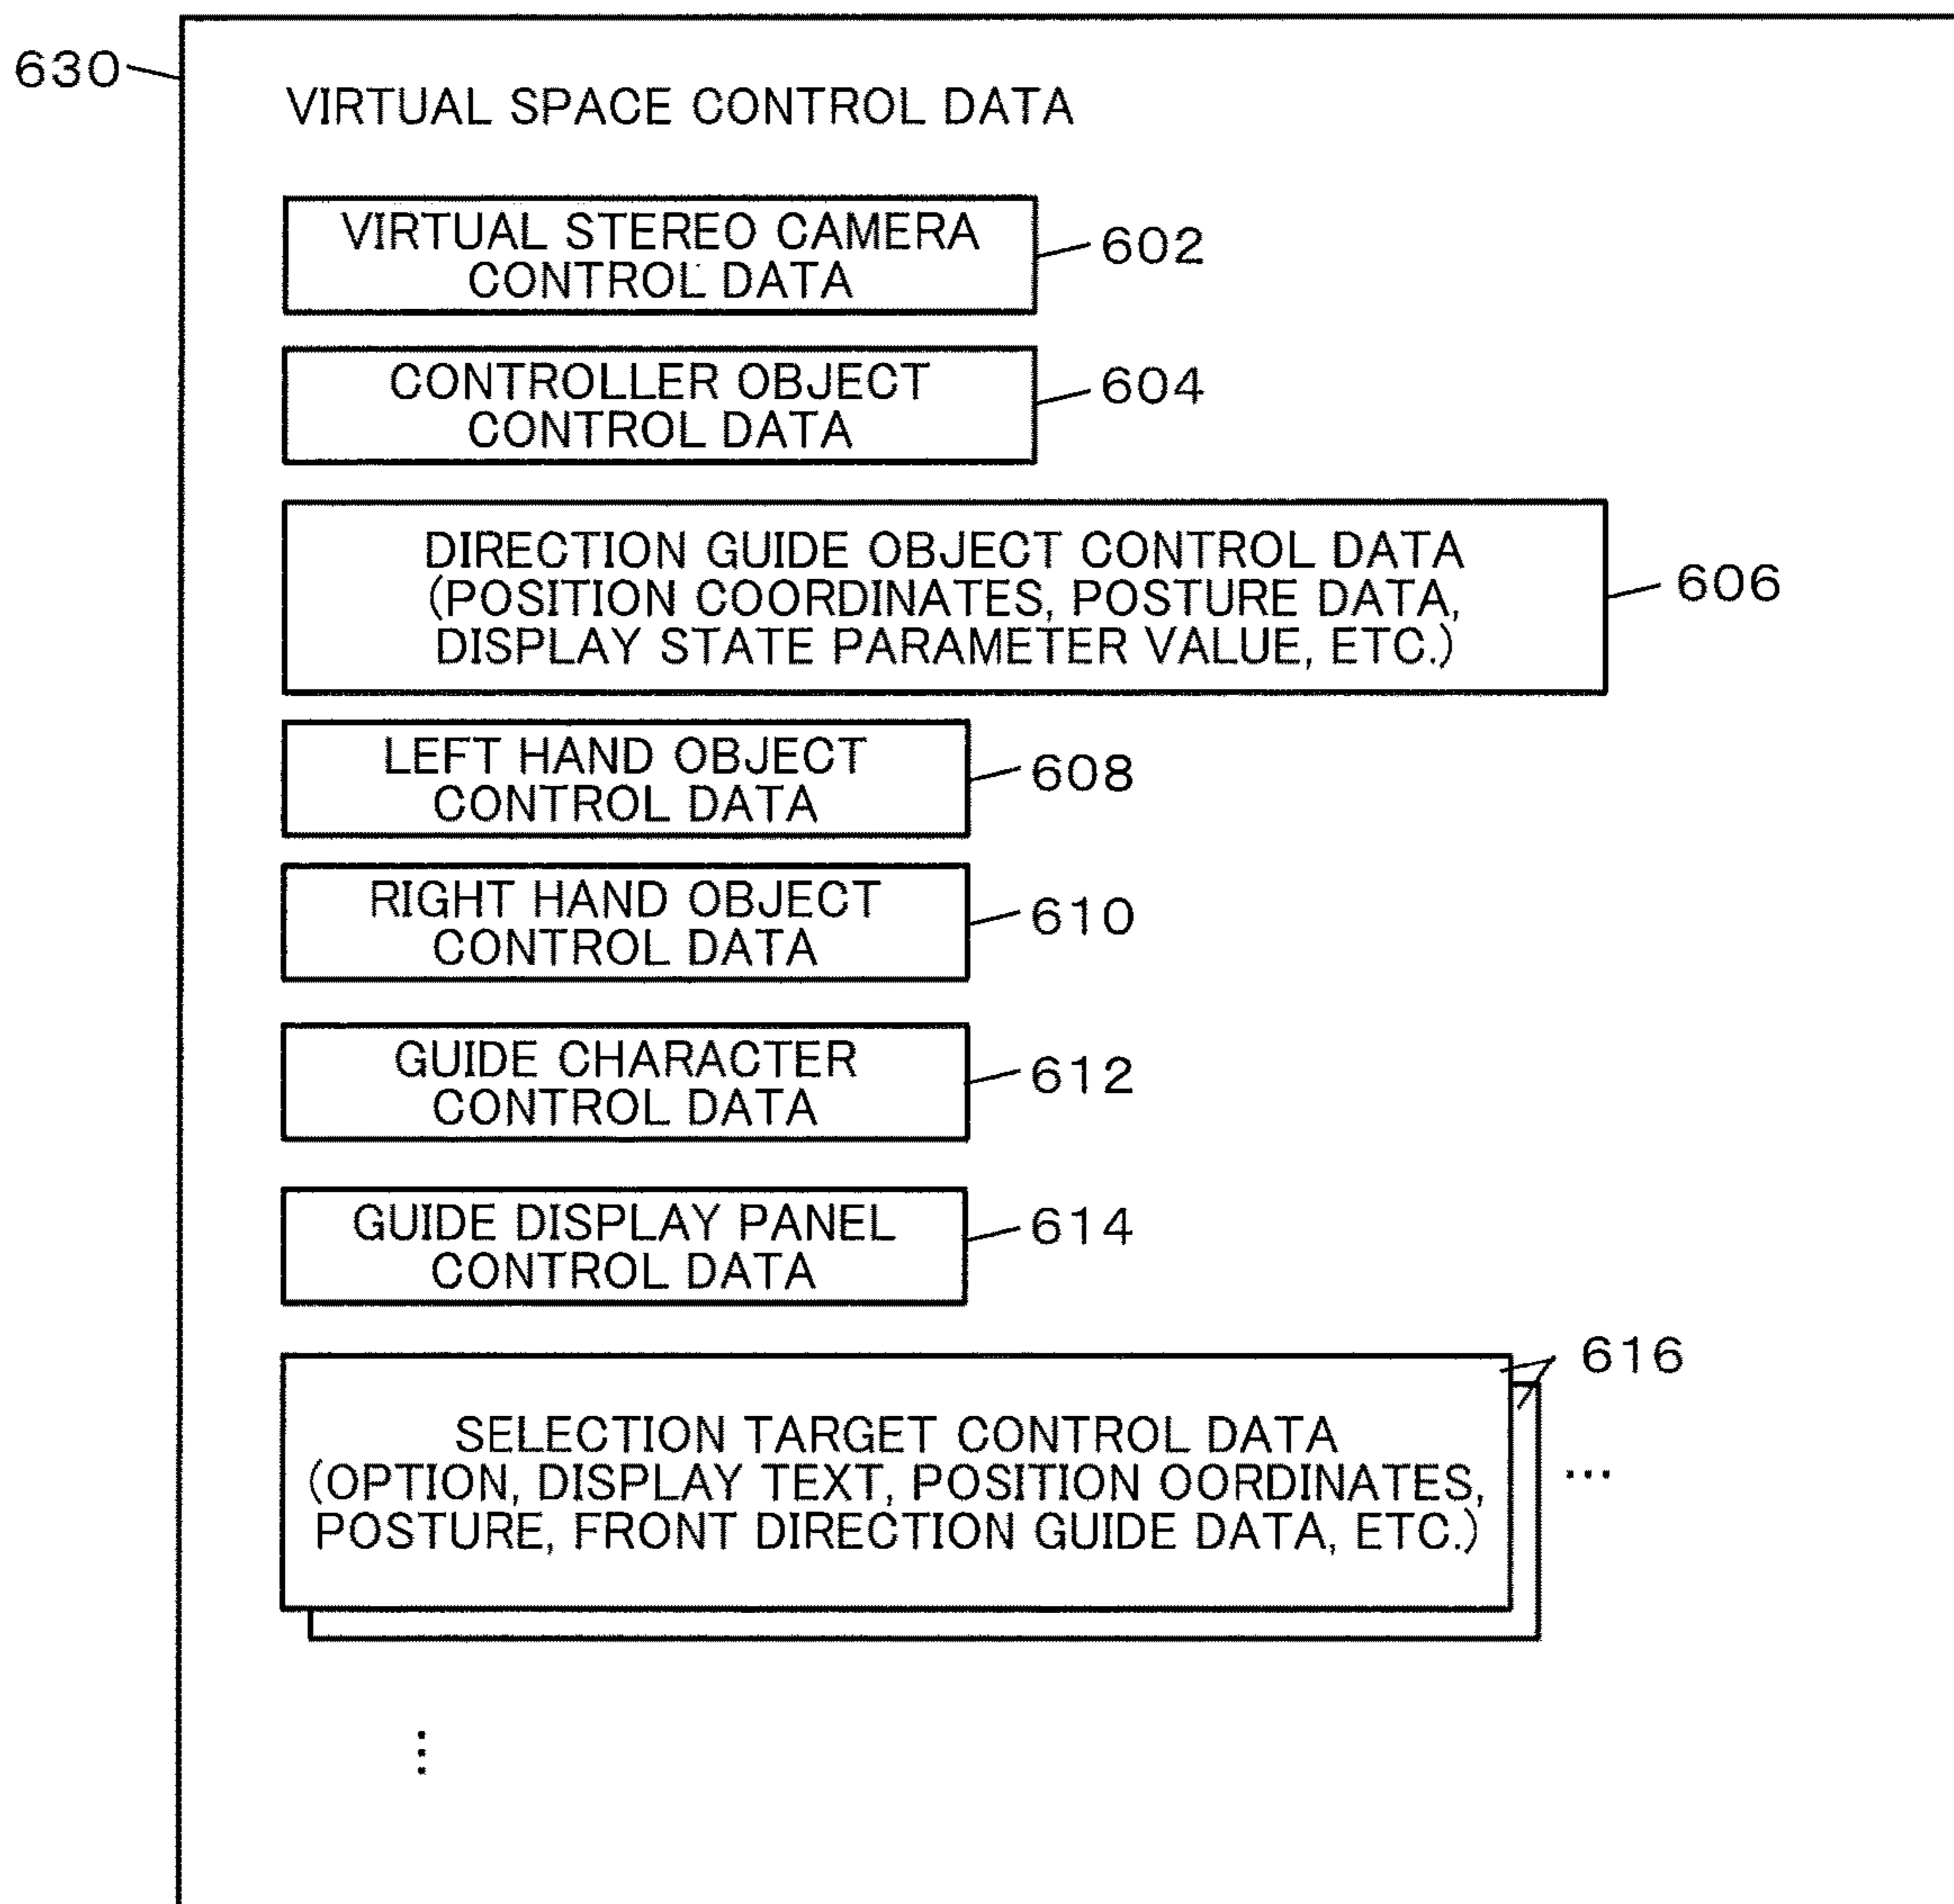 630
VIRTUAL SPACE CONTROL DATA
VIRTUAL STEREO CAMERA
CONTROL DATA
602
CONTROLLER OBJECT
CONTROL DATA
604
DIRECTION GUIDE OBJECT CONTROL DATA
(POSITION COORDINATES, POSTURE DATA,
DISPLAY STATE PARAMETER VALUE, ETC.)
606
LEFT HAND OBJECT
CONTROL DATA
608
RIGHT HAND OBJECT
CONTROL DATA
610
GUIDE CHARACTER
CONTROL DATA
612
GUIDE DISPLAY PANEL
CONTROL DATA
614
616
SELECTION TARGET CONTROL DATA
(OPTION, DISPLAY TEXT, POSITION OORDINATES,
POSTURE, FRONT DIRECTION GUIDE DATA, ETC.)
...
⋮